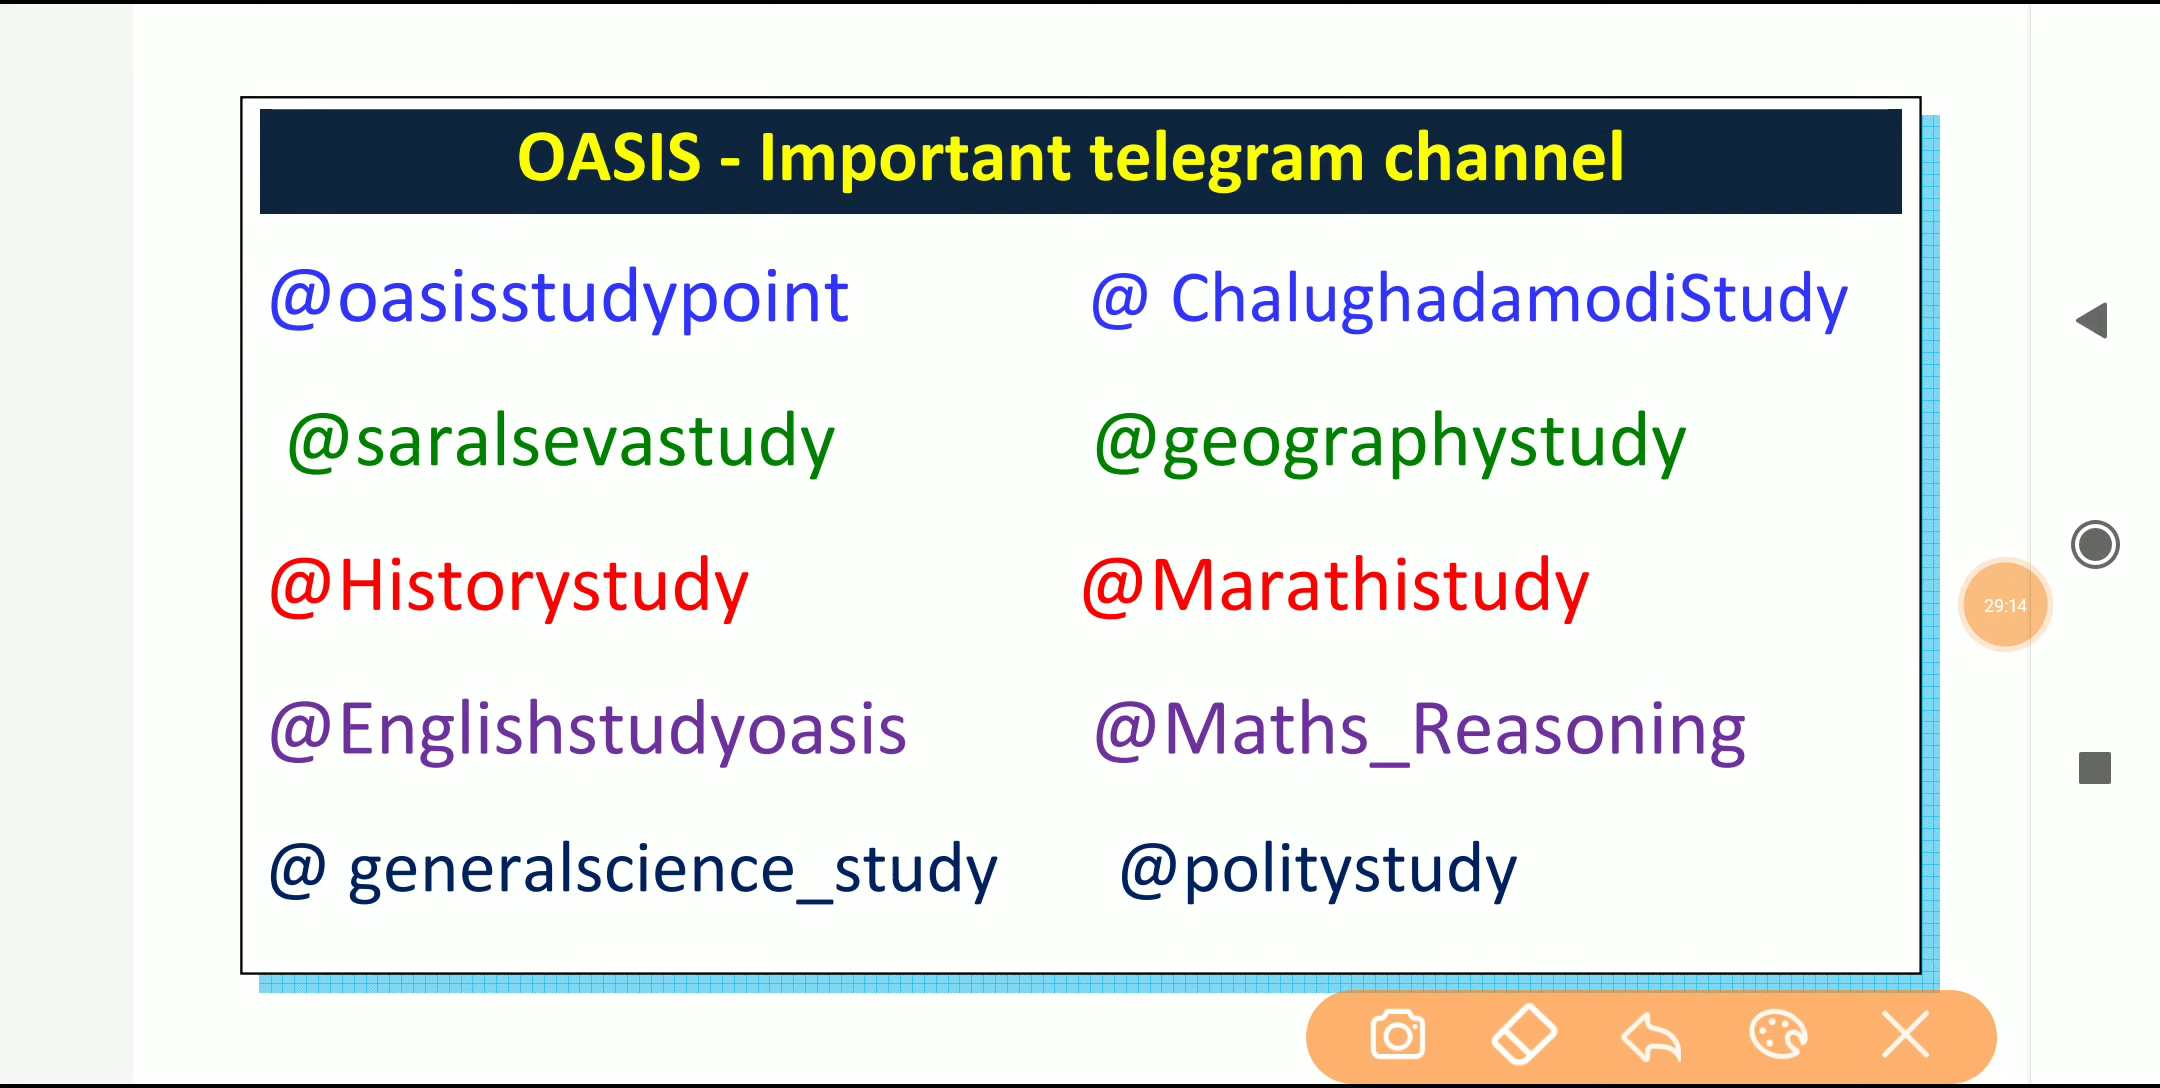 OASIS - Important telegram channel
@oasisstudypoint @ ChalughadamodiStudy
@saralsevastudy @geographystudy
@Historystudy @Marathistudy
29:14
@Englishstudyoasis @Maths_Reasoning
@ generalscience_study @politystudy